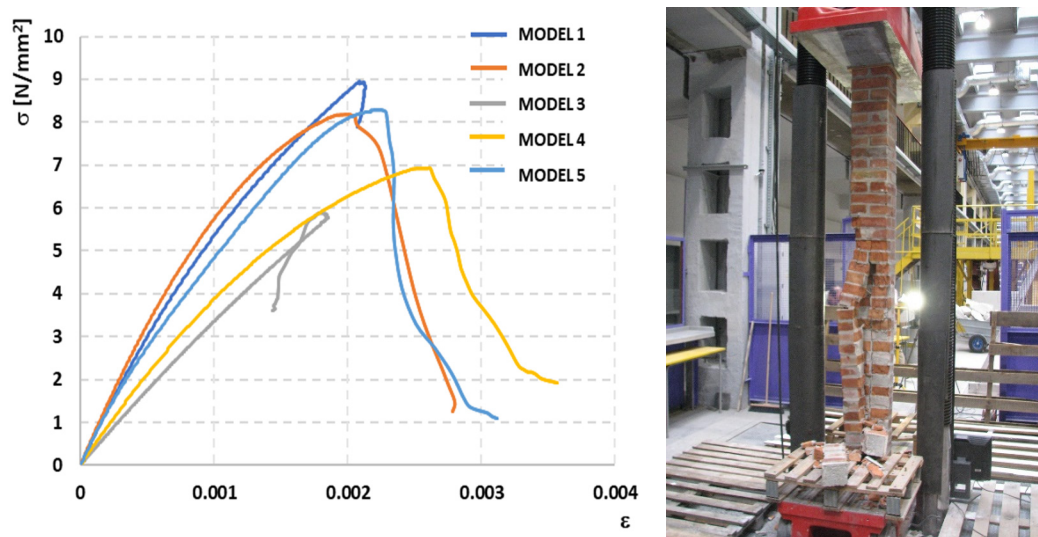 σ [N/mm²]
10
9
8
7
6
5
4
3
2
1
0
0
0.001
0.002
0.003
0.004
ε
MODEL 1
MODEL 2
MODEL 3
MODEL 4
MODEL 5